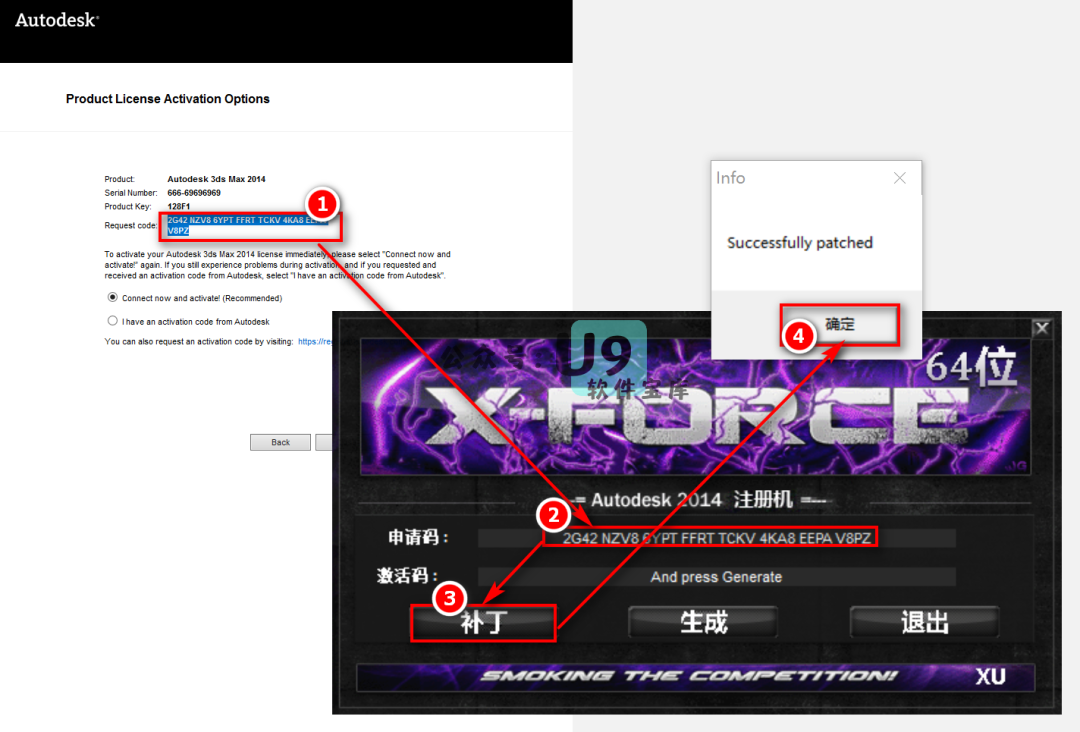 Autodesk®
Product License Activation Options
Product: Autodesk 3ds Max 2014
Serial Number: 666-69696969
Product Key: 128F1
Request code: 2G42 NZV8 6YPT FFRT TCKV 4KA8 EEPA
V8PZ
1
To activate your Autodesk 3ds Max 2014 license immediately, please select "Connect now and
activate!" again. If you still experience problems during activation, and if you requested and
received an activation code from Autodesk, select "I have an activation code from Autodesk".
Connect now and activate! (Recommended)
I have an activation code from Autodesk
You can also request an activation code by visiting: https://re
Back
Info
Successfully patched
确定
4
公众号
U9
软件宝库
64位
X-FORCE
JG
-= Autodesk 2014 注册机 =---
2
申请码: 2G42 NZV8 6YPT FFRT TCKV 4KA8 EEPA V8PZ
激活码: And press Generate
3
补丁 生成 退出
SMOKING THE COMPETITION! XU